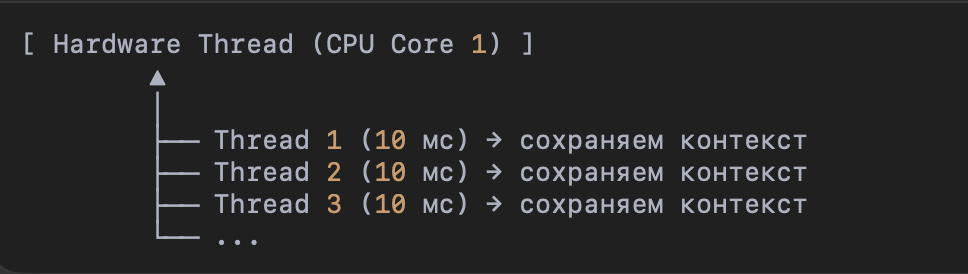 [ Hardware Thread (CPU Core 1) ]
Thread 1 (10 мс) → сохраняем контекст
Thread 2 (10 мс) → сохраняем контекст
Thread 3 (10 мс) → сохраняем контекст
...